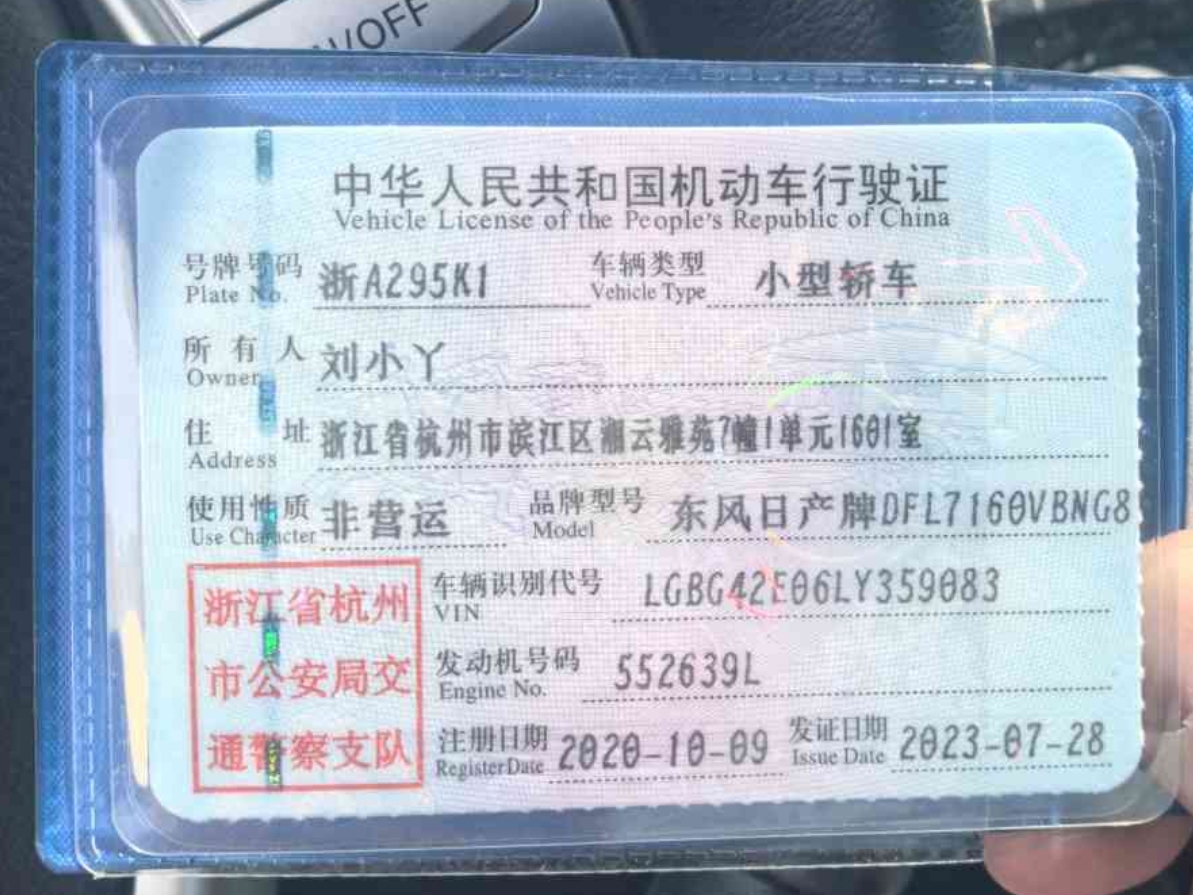 W/OFF
中华人民共和国机动车行驶证
Vehicle License of the People's Republic of China
号牌号码 浙A295K1 车辆类型 小型轿车
Plate No. Vehicle Type
所有人 刘小丫
Owner
住址 浙江省杭州市滨江区湘云雅苑7幢1单元1601室
Address
使用性质 非营运 品牌型号 东风日产牌DFL7160VBNG8
Use Character Model
浙江省杭州 车辆识别代号 LGBG42E06LY359083
VIN
市公安局交 发动机号码 552639L
Engine No.
通警察支队 注册日期 2020-10-09 发证日期 2023-07-28
Register Date Issue Date